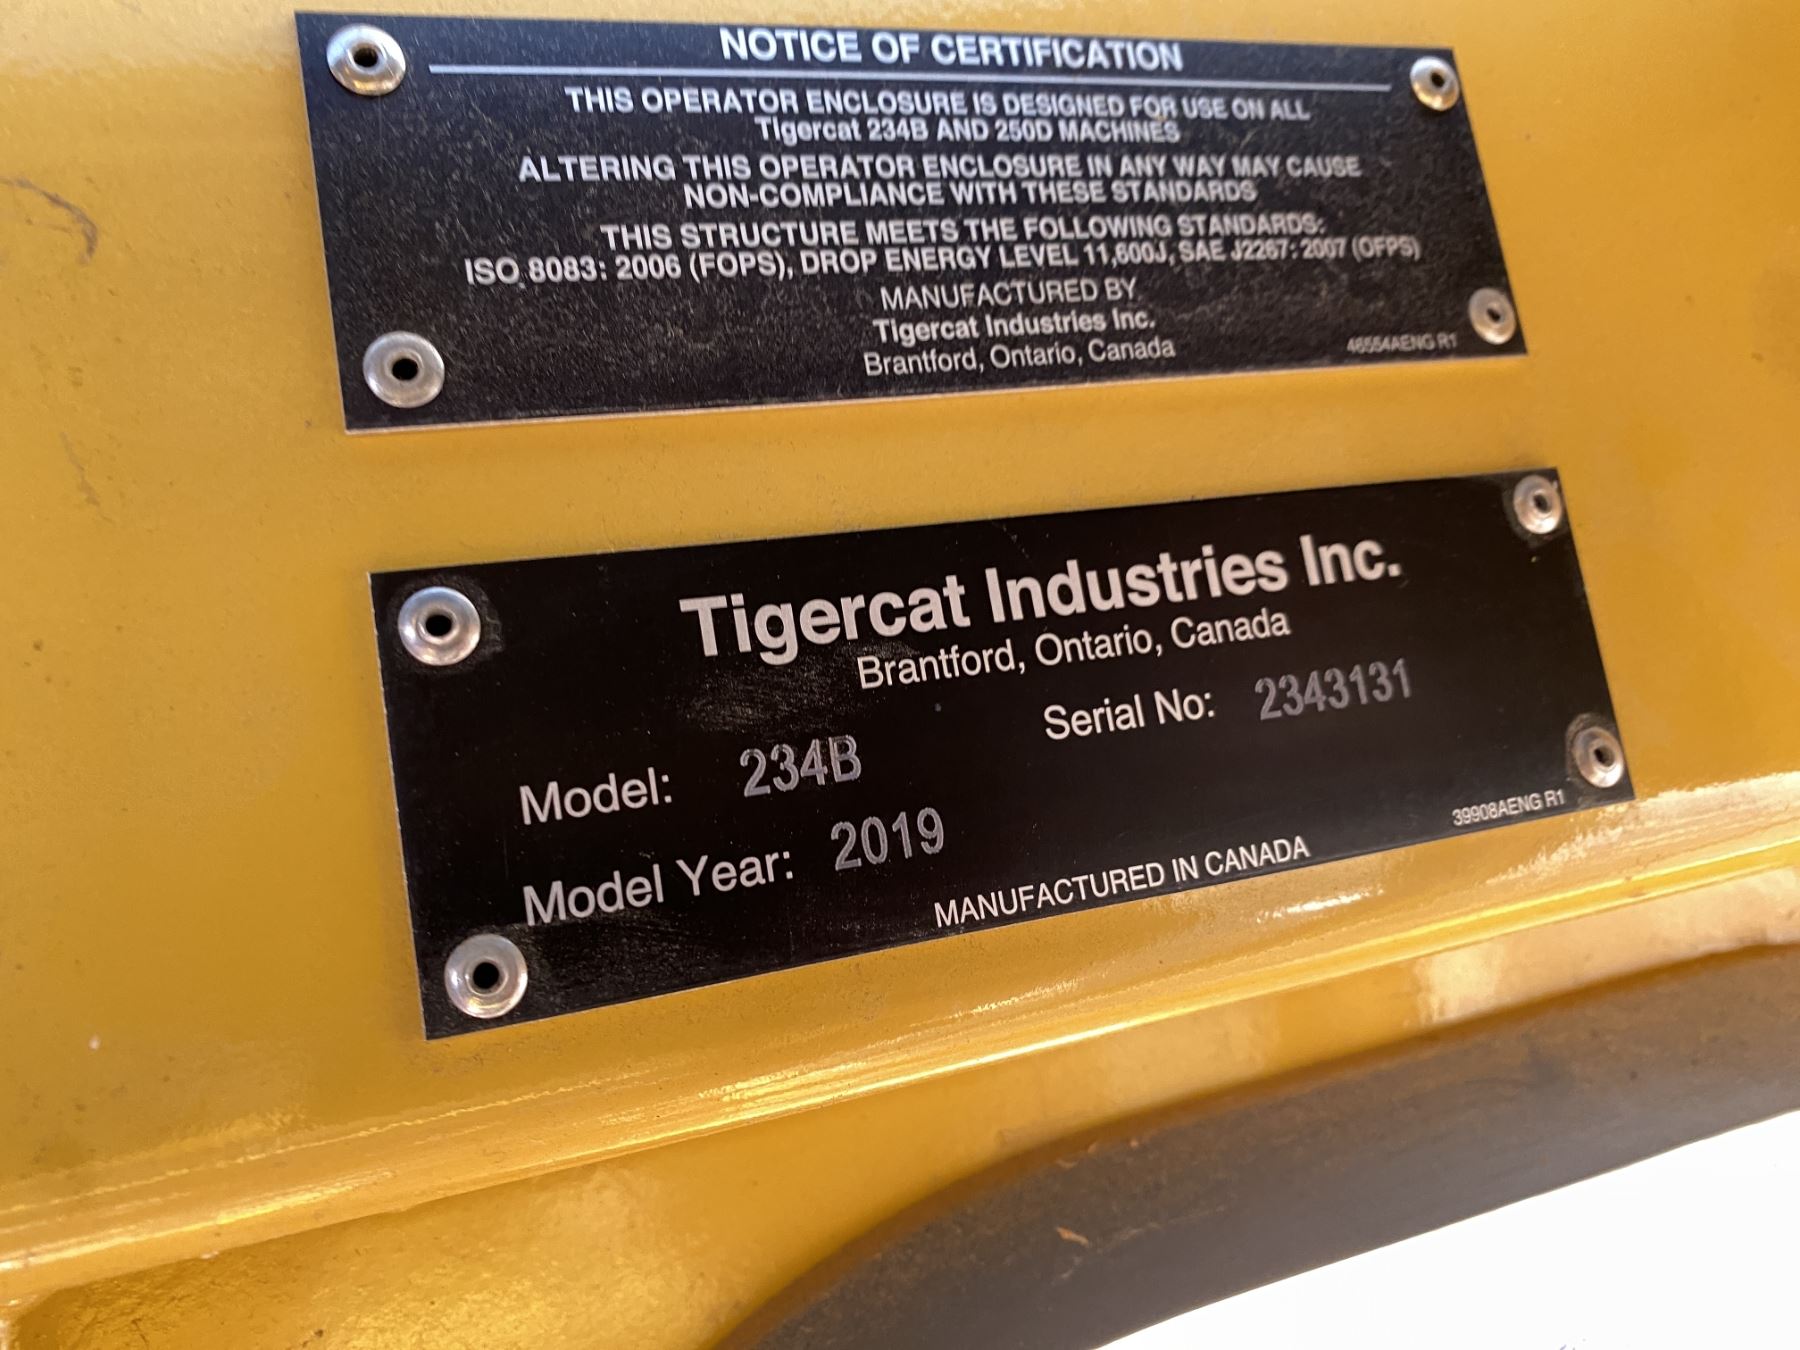 NOTICE OF CERTIFICATION
THIS OPERATOR ENCLOSURE IS DESIGNED FOR USE ON ALL
Tigercat 234B AND 250D MACHINES
ALTERING THIS OPERATOR ENCLOSURE IN ANY WAY MAY CAUSE
NON-COMPLIANCE WITH THESE STANDARDS
THIS STRUCTURE MEETS THE FOLLOWING STANDARDS:
ISO 8083: 2006 (FOPS), DROP ENERGY LEVEL 11,600J, SAE J2267: 2007 (OFPS)
MANUFACTURED BY
Tigercat Industries Inc.
Brantford, Ontario, Canada
46554AENG R1
Tigercat Industries Inc.
Brantford, Ontario, Canada
Serial No: 2343131
Model: 234B
Model Year: 2019
39908AENG R1
MANUFACTURED IN CANADA